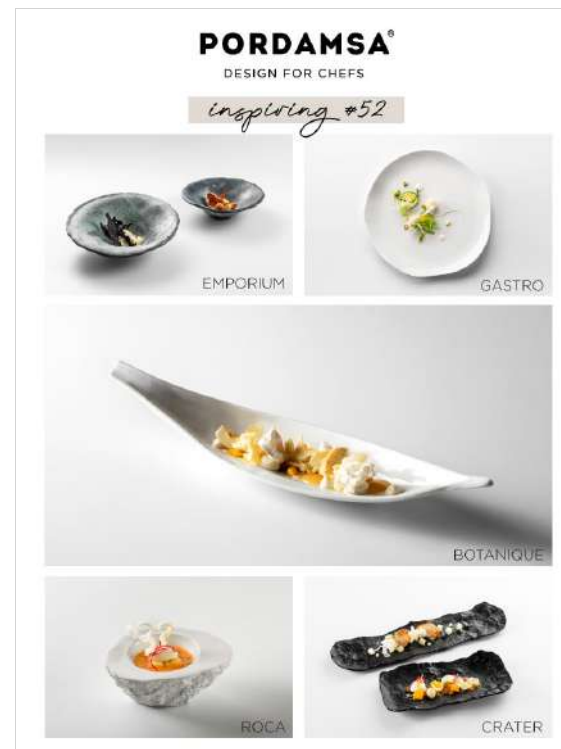 PORDAMSA®
DESIGN FOR CHEFS
inspiring #52
EMPORIUM
GASTRO
BOTANIQUE
ROCA
CRATER